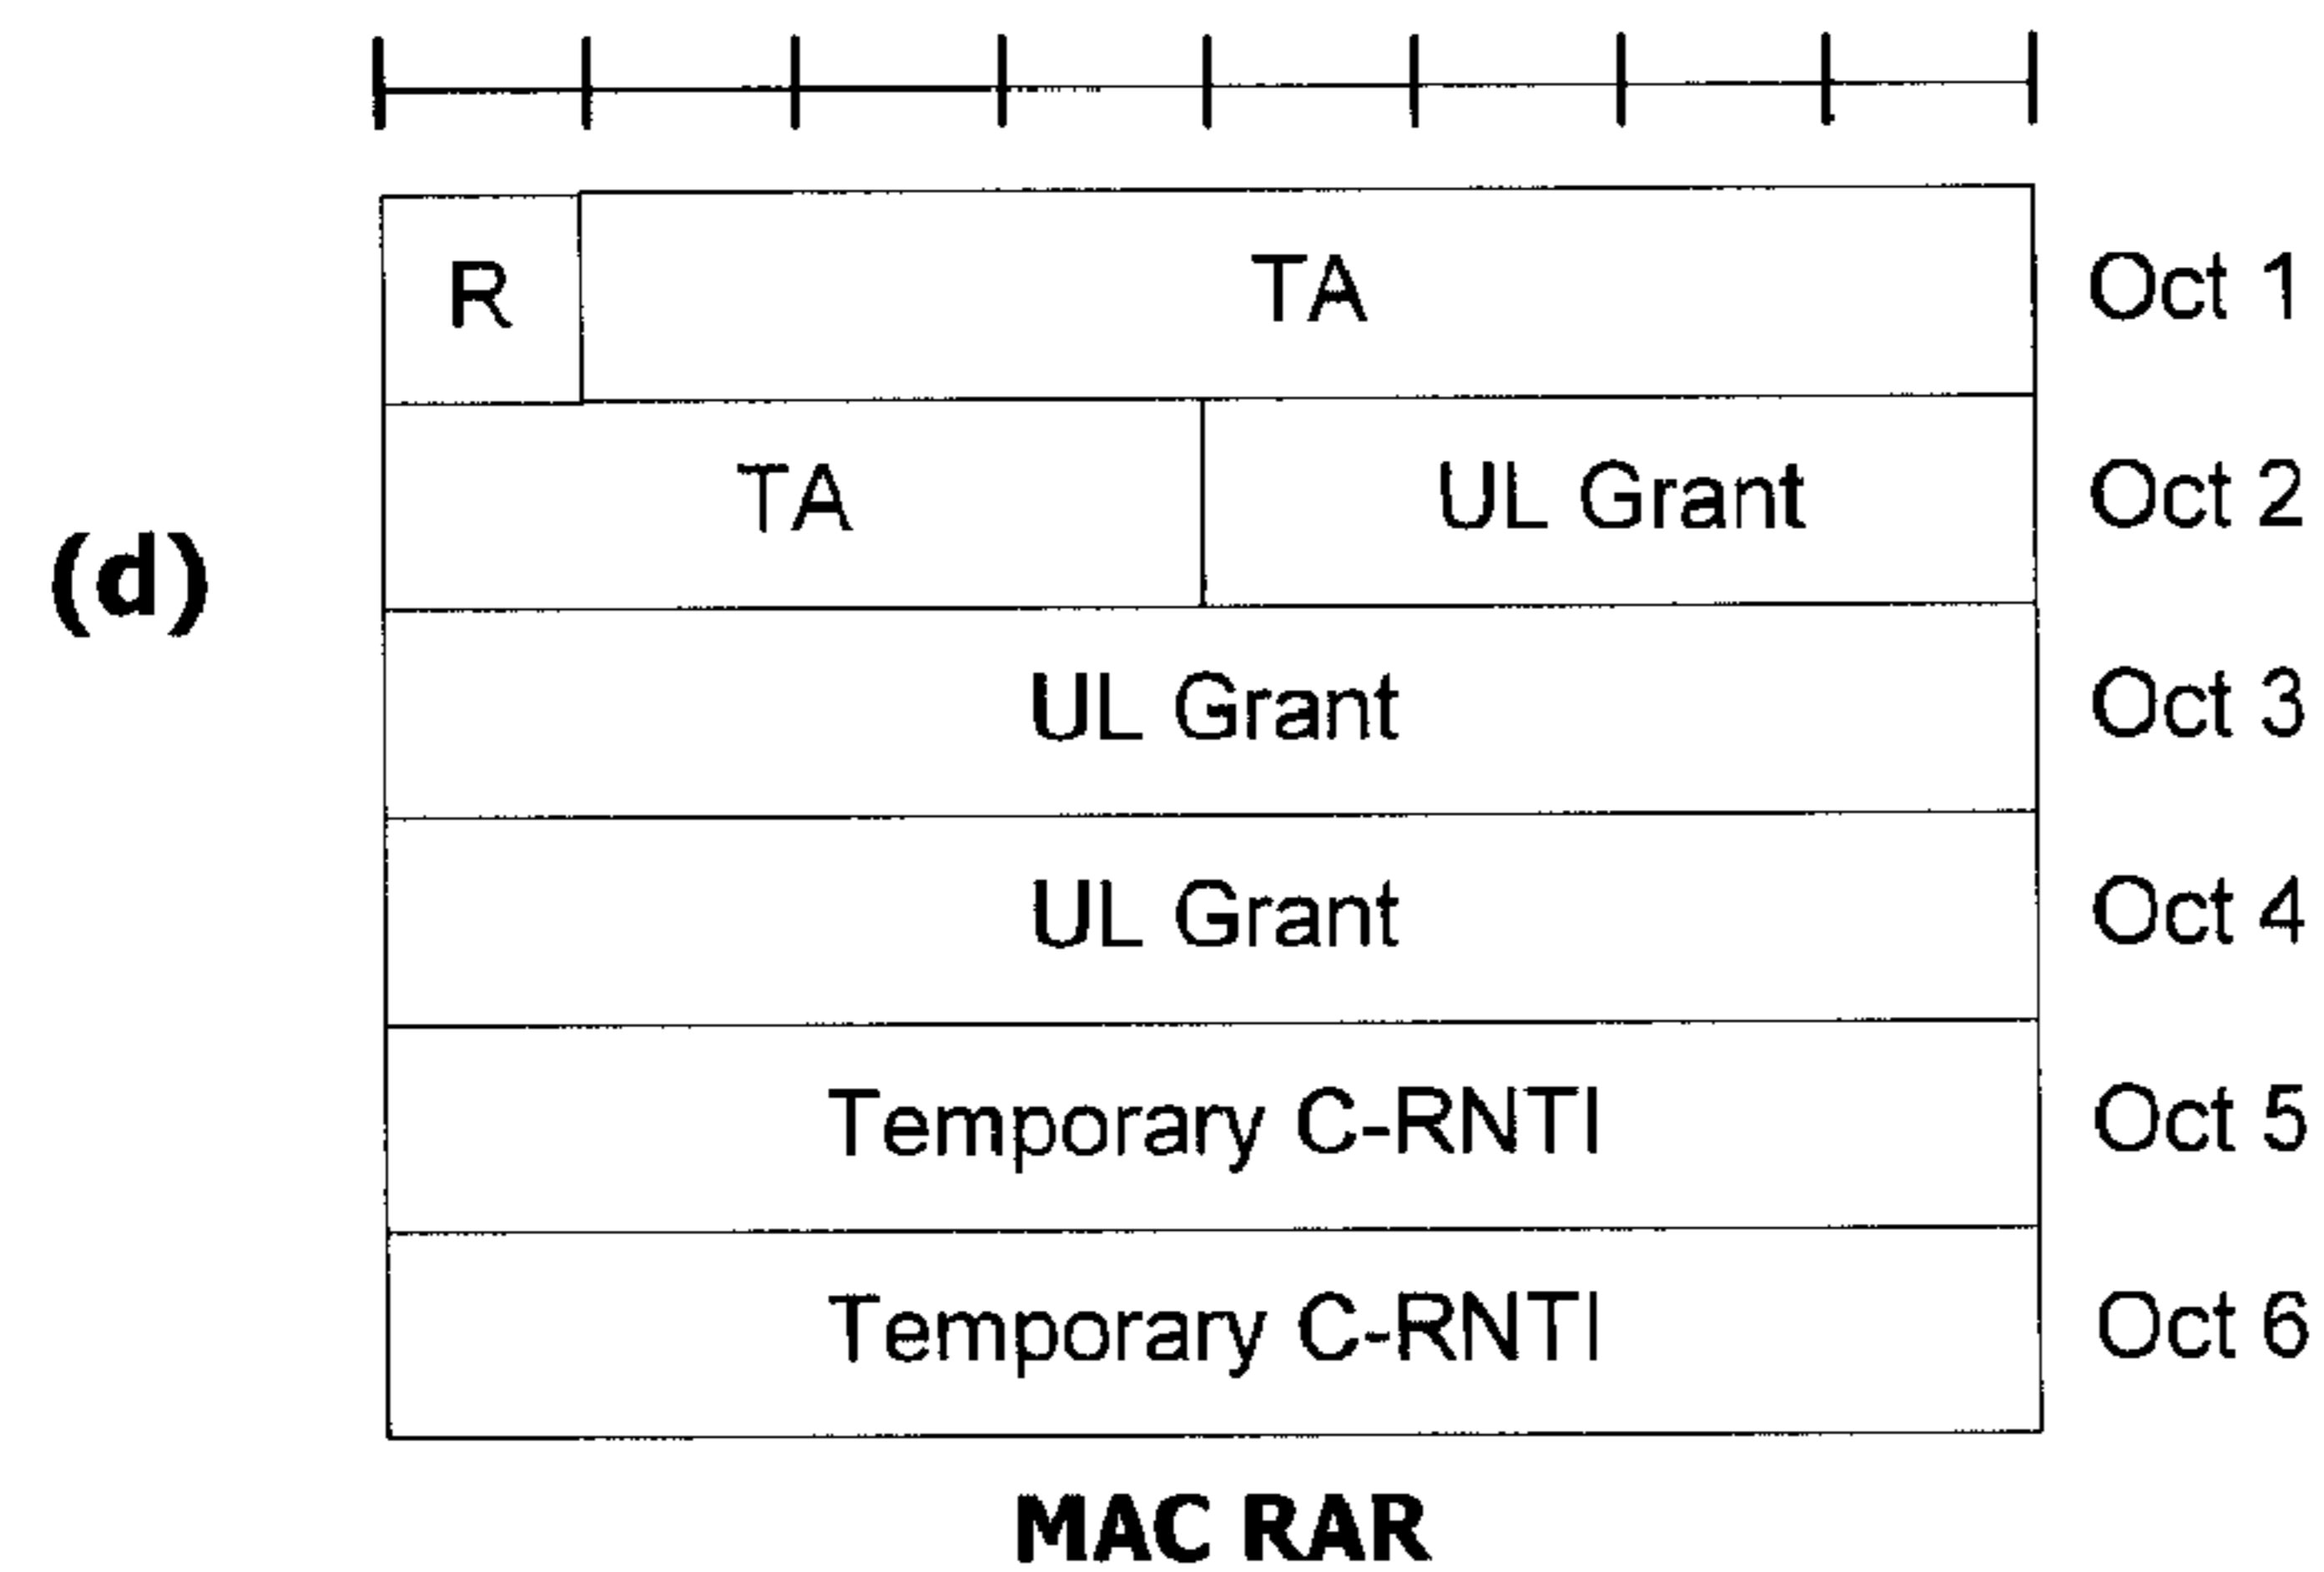 R TA Oct 1
TA UL Grant Oct 2
(d)
UL Grant Oct 3
UL Grant Oct 4
Temporary C-RNTI Oct 5
Temporary C-RNTI Oct 6
MAC RAR